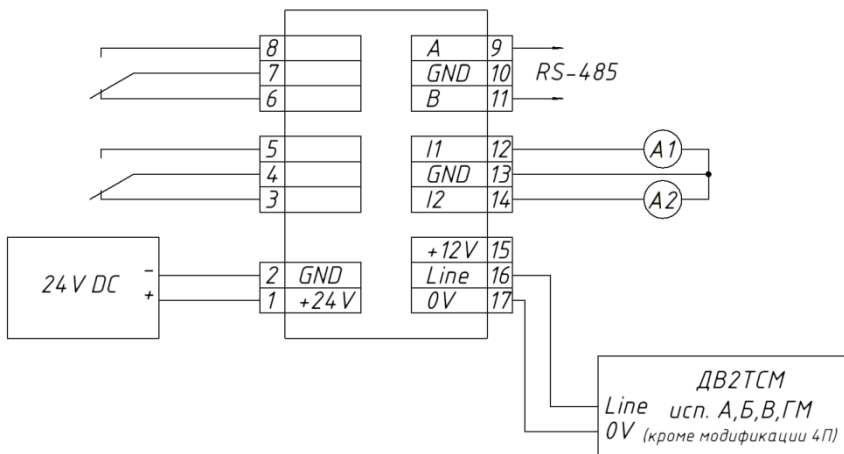 8
7
6
5
4
3
24V DC
−
+
2 GND
1 +24V
A 9
GND 10
B 11
RS-485
I1 12
GND 13
I2 14
A1
A2
+12V 15
Line 16
0V 17
ДВ2ТСМ
Line исп. А,Б,В,ГМ
0V (кроме модификации 4П)